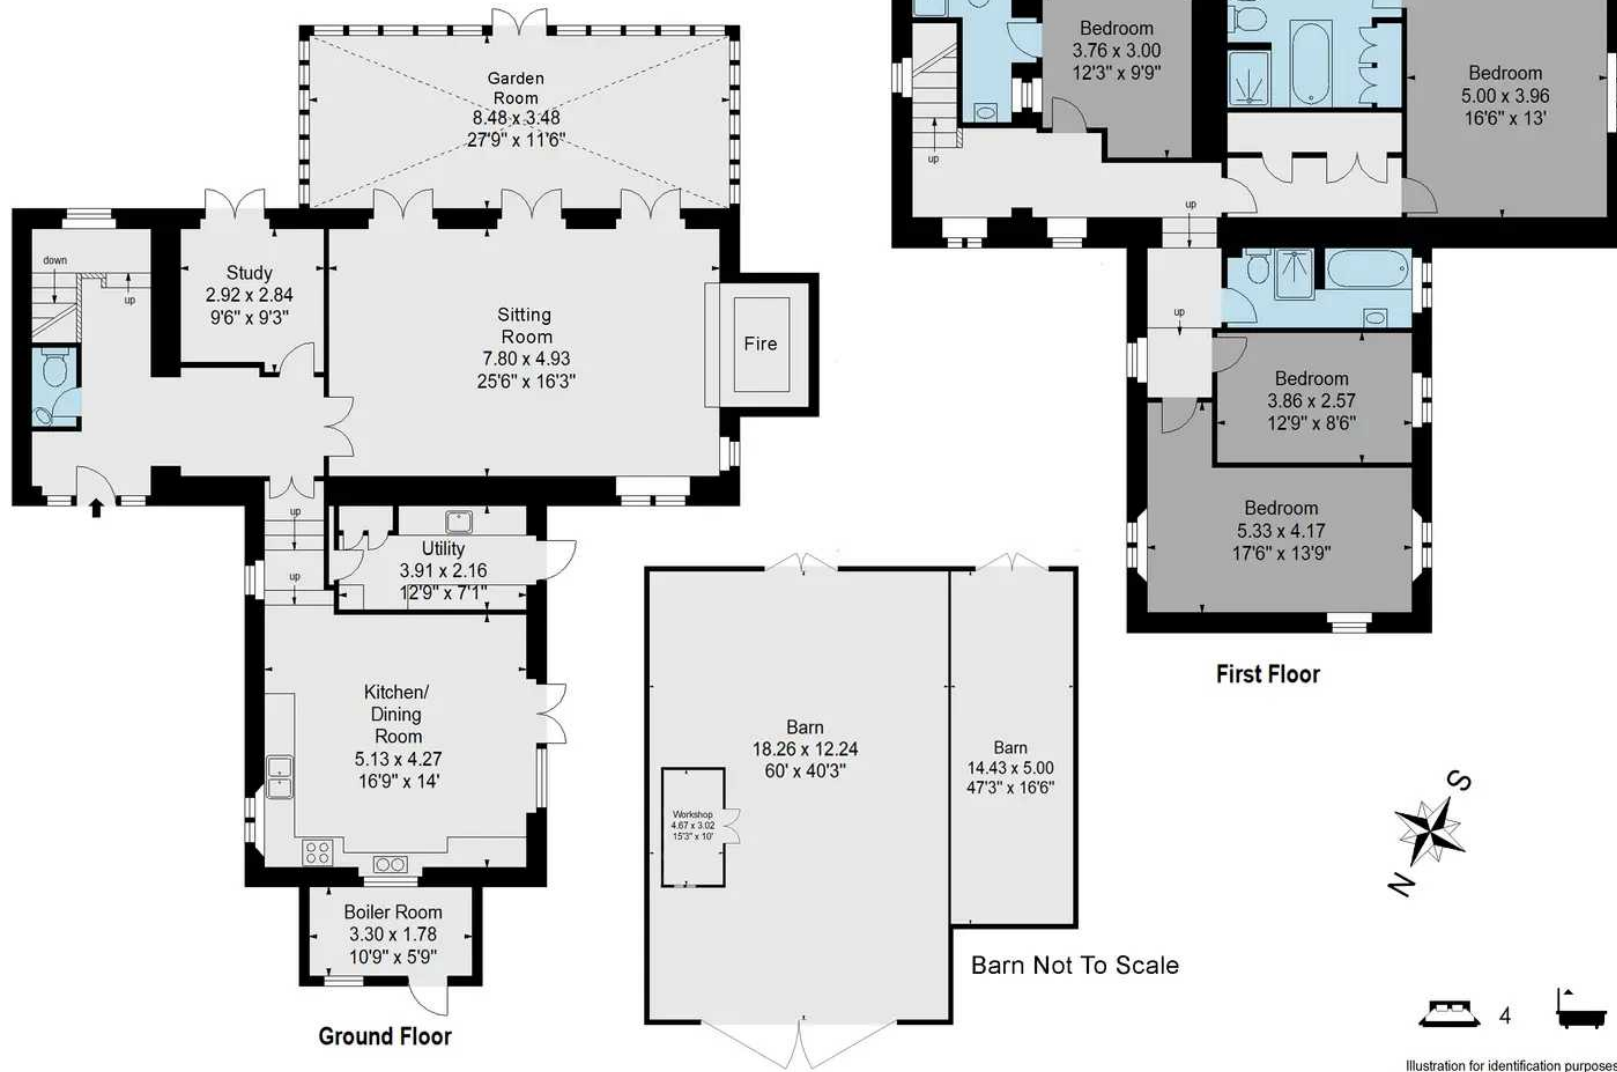 Garden
Room
8.48 x 3.48
27'9" x 11'6"
down
up
Study
2.92 x 2.84
9'6" x 9'3"
Sitting
Room
7.80 x 4.93
25'6" x 16'3"
Fire
up
up
Utility
3.91 x 2.16
12'9" x 7'1"
Kitchen/
Dining
Room
5.13 x 4.27
16'9" x 14'
Boiler Room
3.30 x 1.78
10'9" x 5'9"
Ground Floor
Bedroom
3.76 x 3.00
12'3" x 9'9"
Bedroom
5.00 x 3.96
16'6" x 13'
up
up
up
Bedroom
3.86 x 2.57
12'9" x 8'6"
Bedroom
5.33 x 4.17
17'6" x 13'9"
First Floor
Barn
18.26 x 12.24
60' x 40'3"
Barn
14.43 x 5.00
47'3" x 16'6"
Workshop
4.67 x 3.02
15'3" x 10'
Barn Not To Scale
S
N
4
Illustration for identification purposes